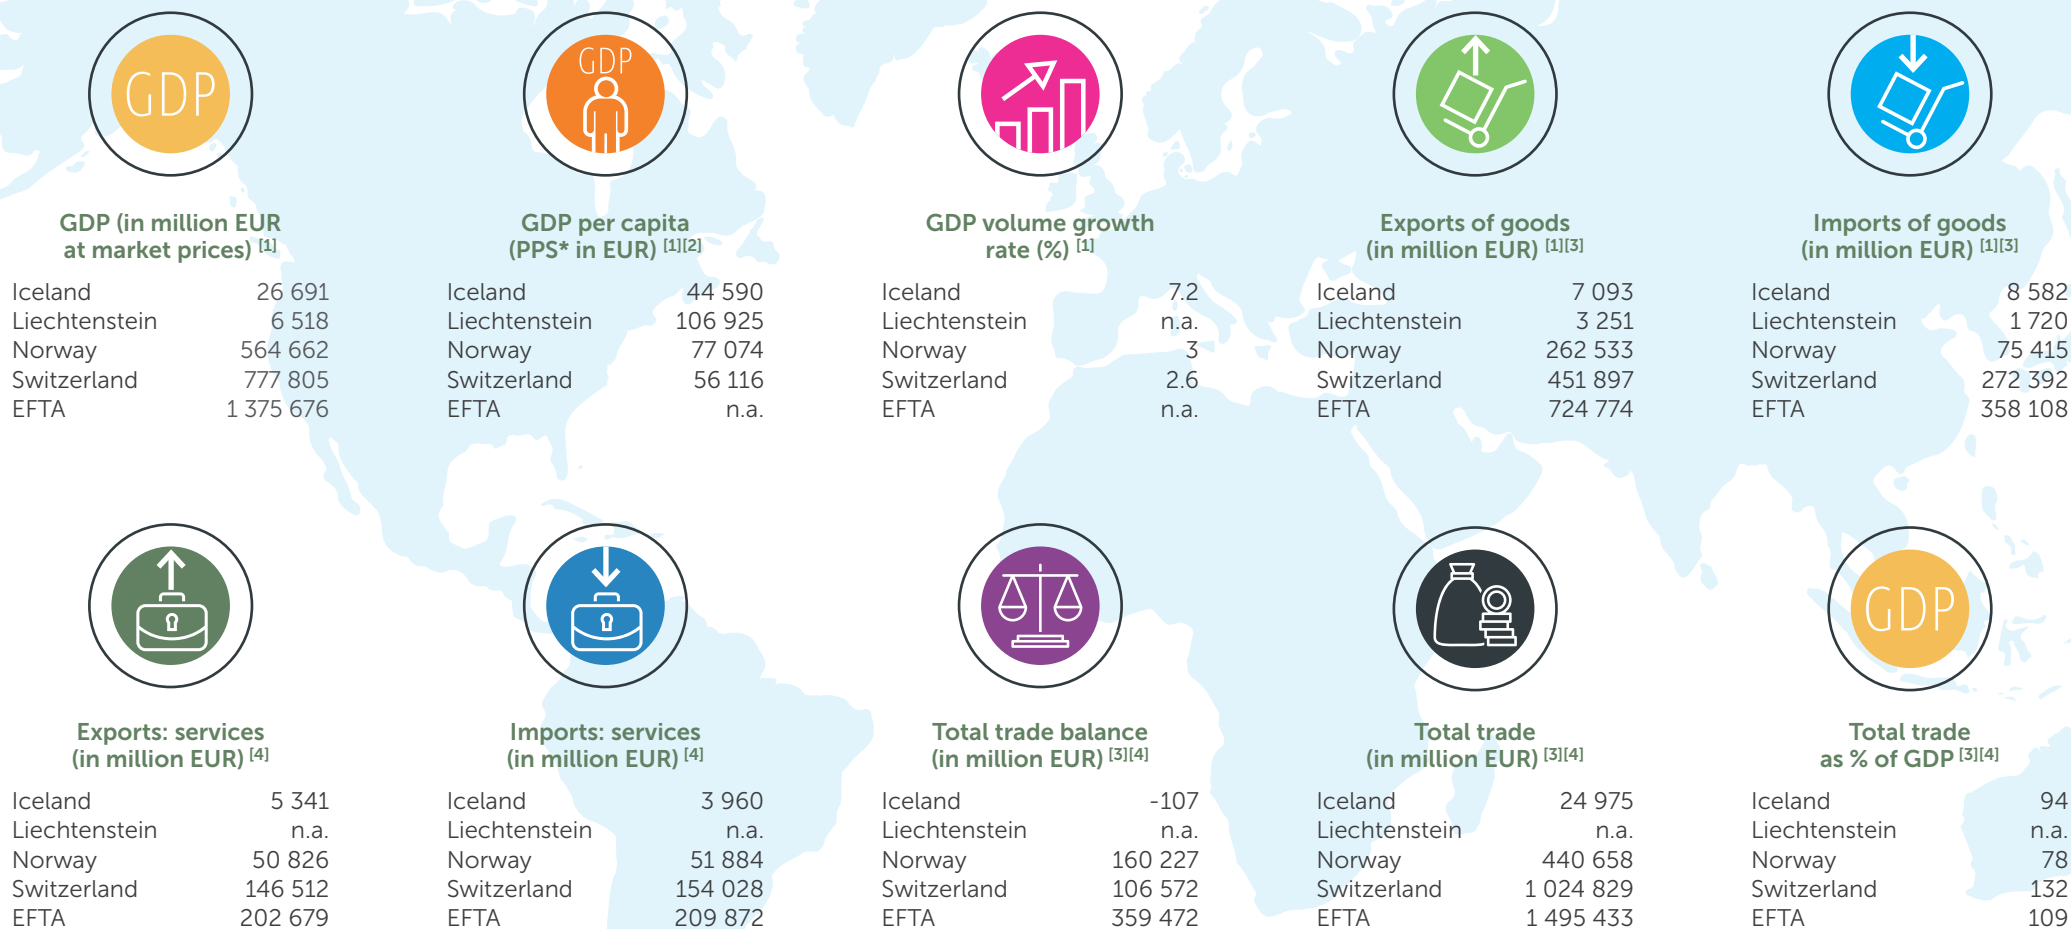 GDP
GDP (in million EUR
at market prices) [1]
Iceland 26 691
Liechtenstein 6 518
Norway 564 662
Switzerland 777 805
EFTA 1 375 676
GDP
GDP per capita
(PPS* in EUR) [1][2]
Iceland 44 590
Liechtenstein 106 925
Norway 77 074
Switzerland 56 116
EFTA n.a.
GDP volume growth
rate (%) [1]
Iceland 7.2
Liechtenstein n.a.
Norway 3
Switzerland 2.6
EFTA n.a.
Exports of goods
(in million EUR) [1][3]
Iceland 7 093
Liechtenstein 3 251
Norway 262 533
Switzerland 451 897
EFTA 724 774
Imports of goods
(in million EUR) [1][3]
Iceland 8 582
Liechtenstein 1 720
Norway 75 415
Switzerland 272 392
EFTA 358 108
Exports: services
(in million EUR) [4]
Iceland 5 341
Liechtenstein n.a.
Norway 50 826
Switzerland 146 512
EFTA 202 679
Imports: services
(in million EUR) [4]
Iceland 3 960
Liechtenstein n.a.
Norway 51 884
Switzerland 154 028
EFTA 209 872
Total trade balance
(in million EUR) [3][4]
Iceland -107
Liechtenstein n.a.
Norway 160 227
Switzerland 106 572
EFTA 359 472
Total trade
(in million EUR) [3][4]
Iceland 24 975
Liechtenstein n.a.
Norway 440 658
Switzerland 1 024 829
EFTA 1 495 433
GDP
Total trade
as % of GDP [3][4]
Iceland 94
Liechtenstein n.a.
Norway 78
Switzerland 132
EFTA 109